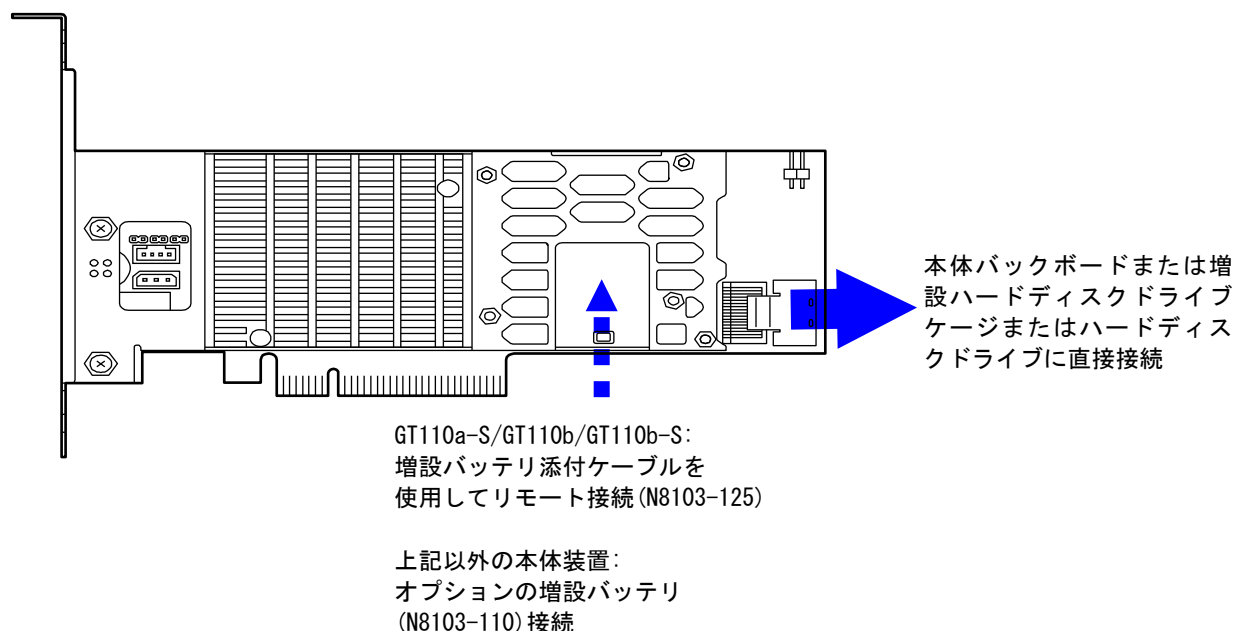 本体バックボードまたは増
設ハードディスクドライブ
ケージまたはハードディス
クドライブに直接接続
GT110a-S/GT110b/GT110b-S:
増設バッテリ添付ケーブルを
使用してリモート接続(N8103-125)
上記以外の本体装置:
オプションの増設バッテリ
(N8103-110)接続